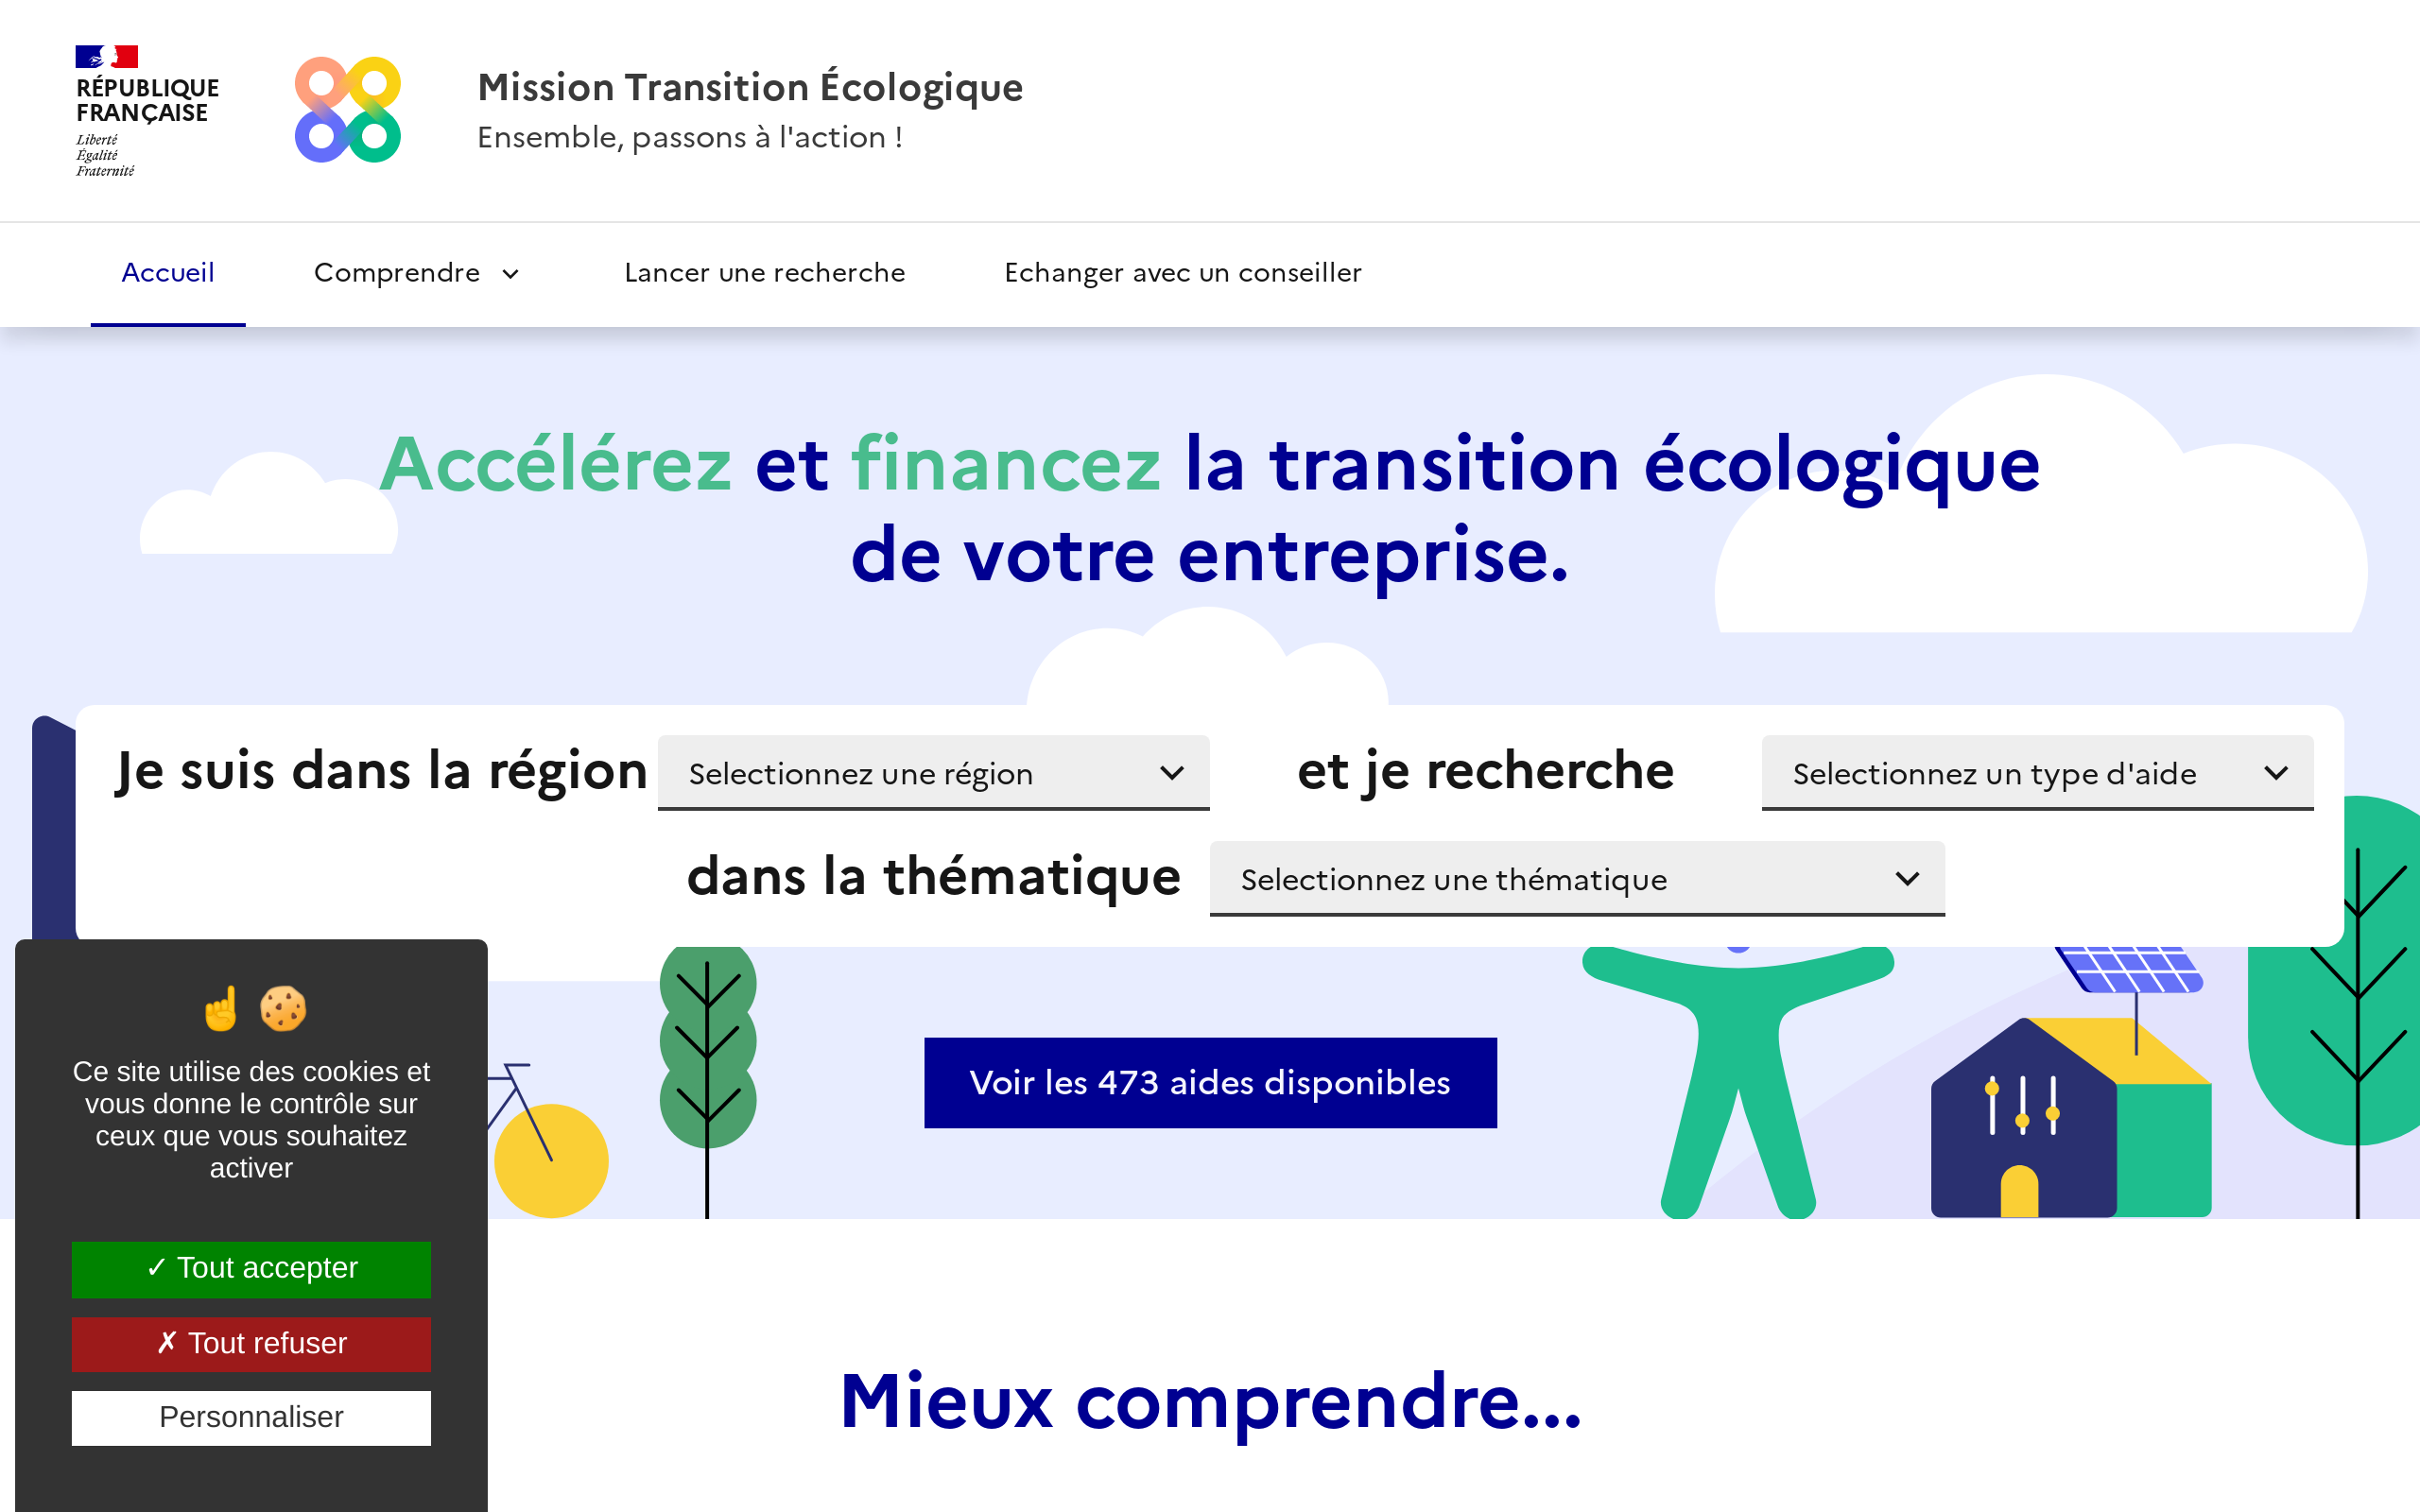 RÉPUBLIQUE
FRANÇAISE
Liberté
Égalité
Fraternité
Mission Transition Écologique
Ensemble, passons à l'action !
Accueil
Comprendre
Lancer une recherche
Echanger avec un conseiller
Accélérez et financez la transition écologique
de votre entreprise.
Je suis dans la région
Selectionnez une région
et je recherche
Selectionnez un type d'aide
dans la thématique
Selectionnez une thématique
Voir les 473 aides disponibles
☝️ 🍪
Ce site utilise des cookies et
vous donne le contrôle sur
ceux que vous souhaitez
activer
✓ Tout accepter
✗ Tout refuser
Personnaliser
Mieux comprendre...